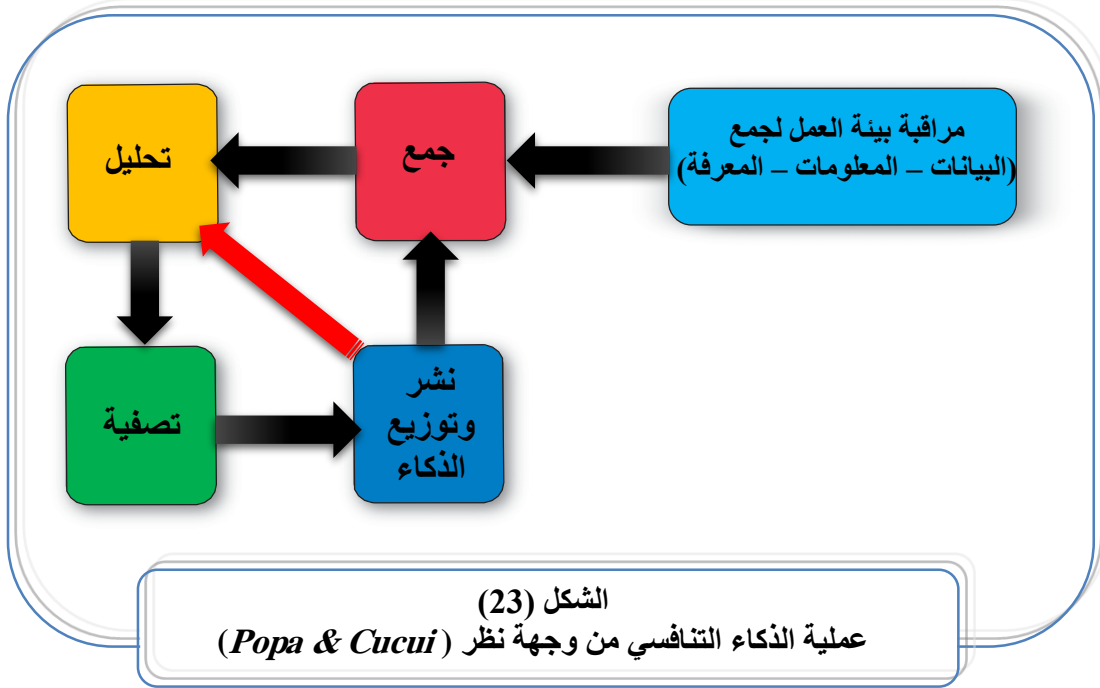 مراقبة بيئة العمل لجمع
(البيانات – المعلومات – المعرفة)
جمع
تحليل
تصفية
نشر
وتوزيع
الذكاء
الشكل (23)
عملية الذكاء التنافسي من وجهة نظر ( Popa & Cucui)